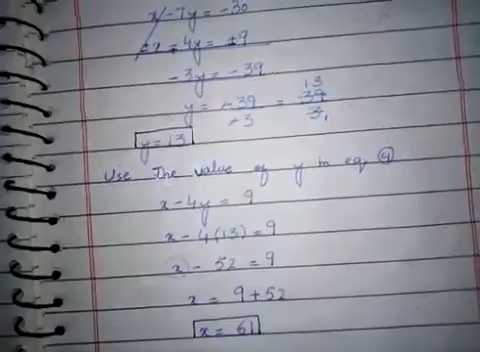 x - 7y = -30
x - 4y = 9
- 3y = -39
y = -39 / -3 = 39 / 3 13
y = 13
Use the value of y in eq (9)
x - 4y = 9
x - 4(13) = 9
x - 52 = 9
x = 9 + 52
x = 61